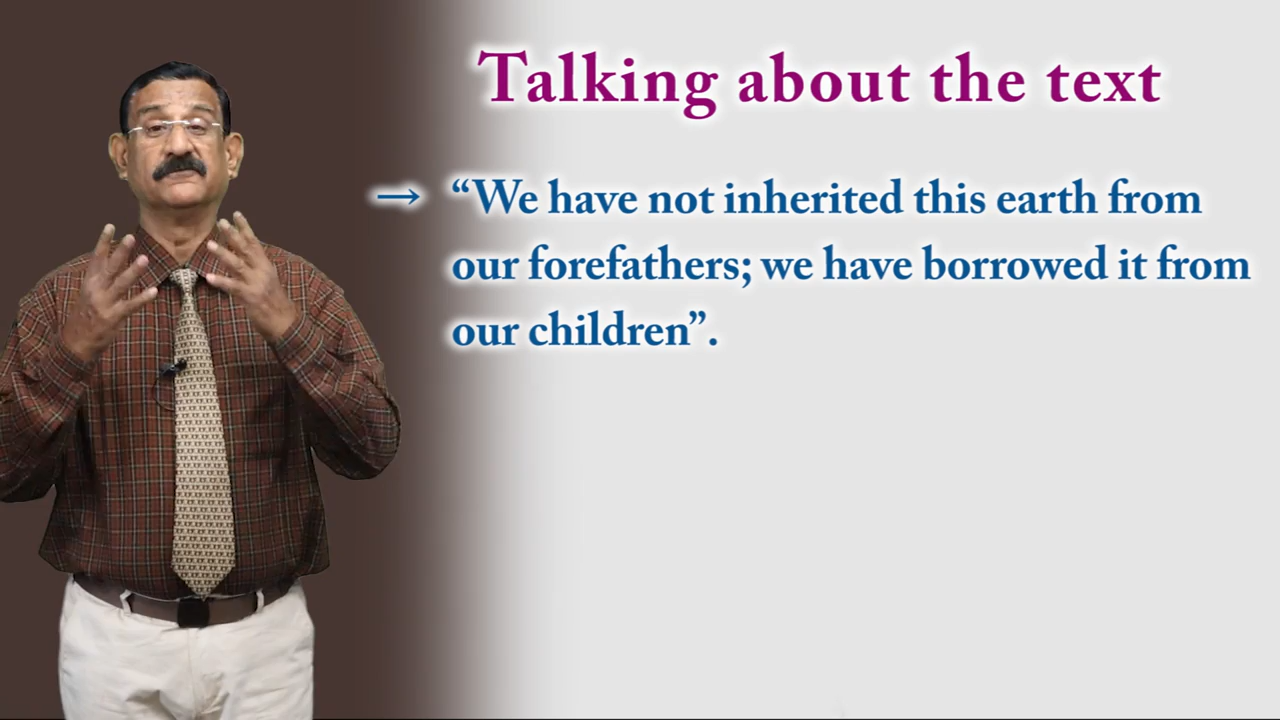 Talking about the text
→ “We have not inherited this earth from
our forefathers; we have borrowed it from
our children”.